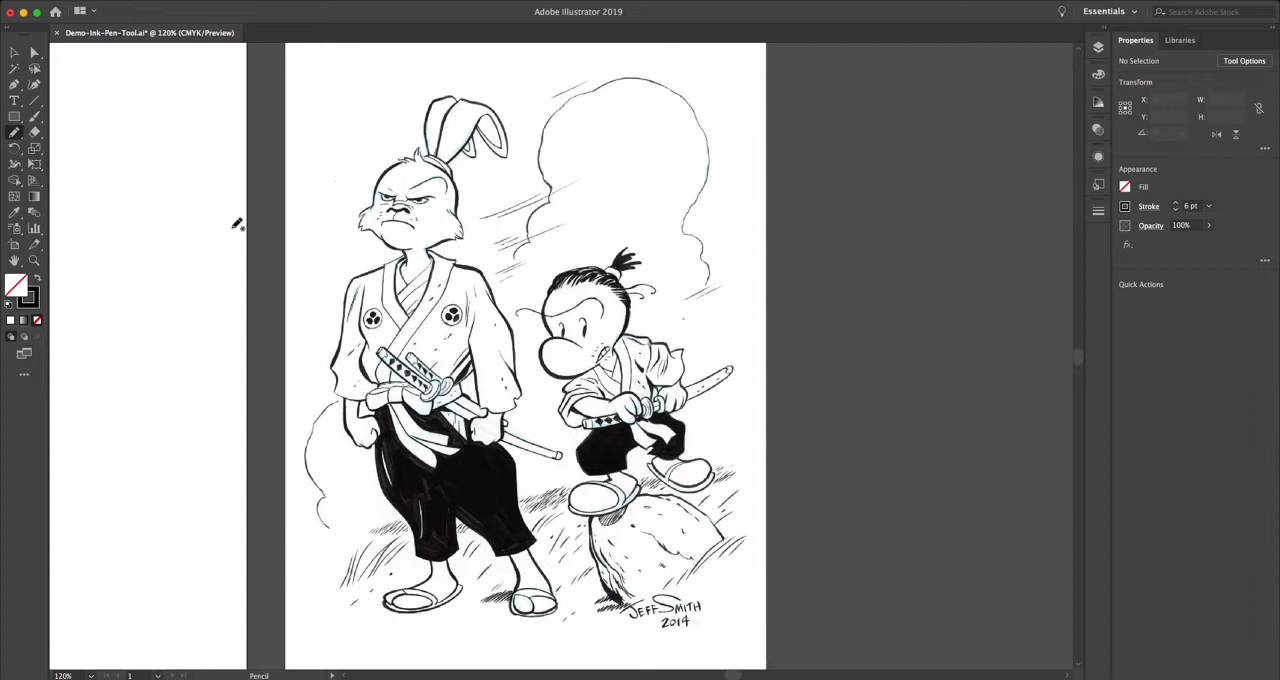 Adobe Illustrator 2019
Essentials
Search Adobe Stock
× Demo-Ink-Pen-Tool.ai* @ 120% (CMYK/Preview)
Properties
Libraries
No Selection
Tool Options
Transform
X:
W:
Y:
H:
Appearance
Fill
Stroke
6 pt
Opacity
100%
fx.
Quick Actions
JEFF SMITH
2014
120%
1
Pencil